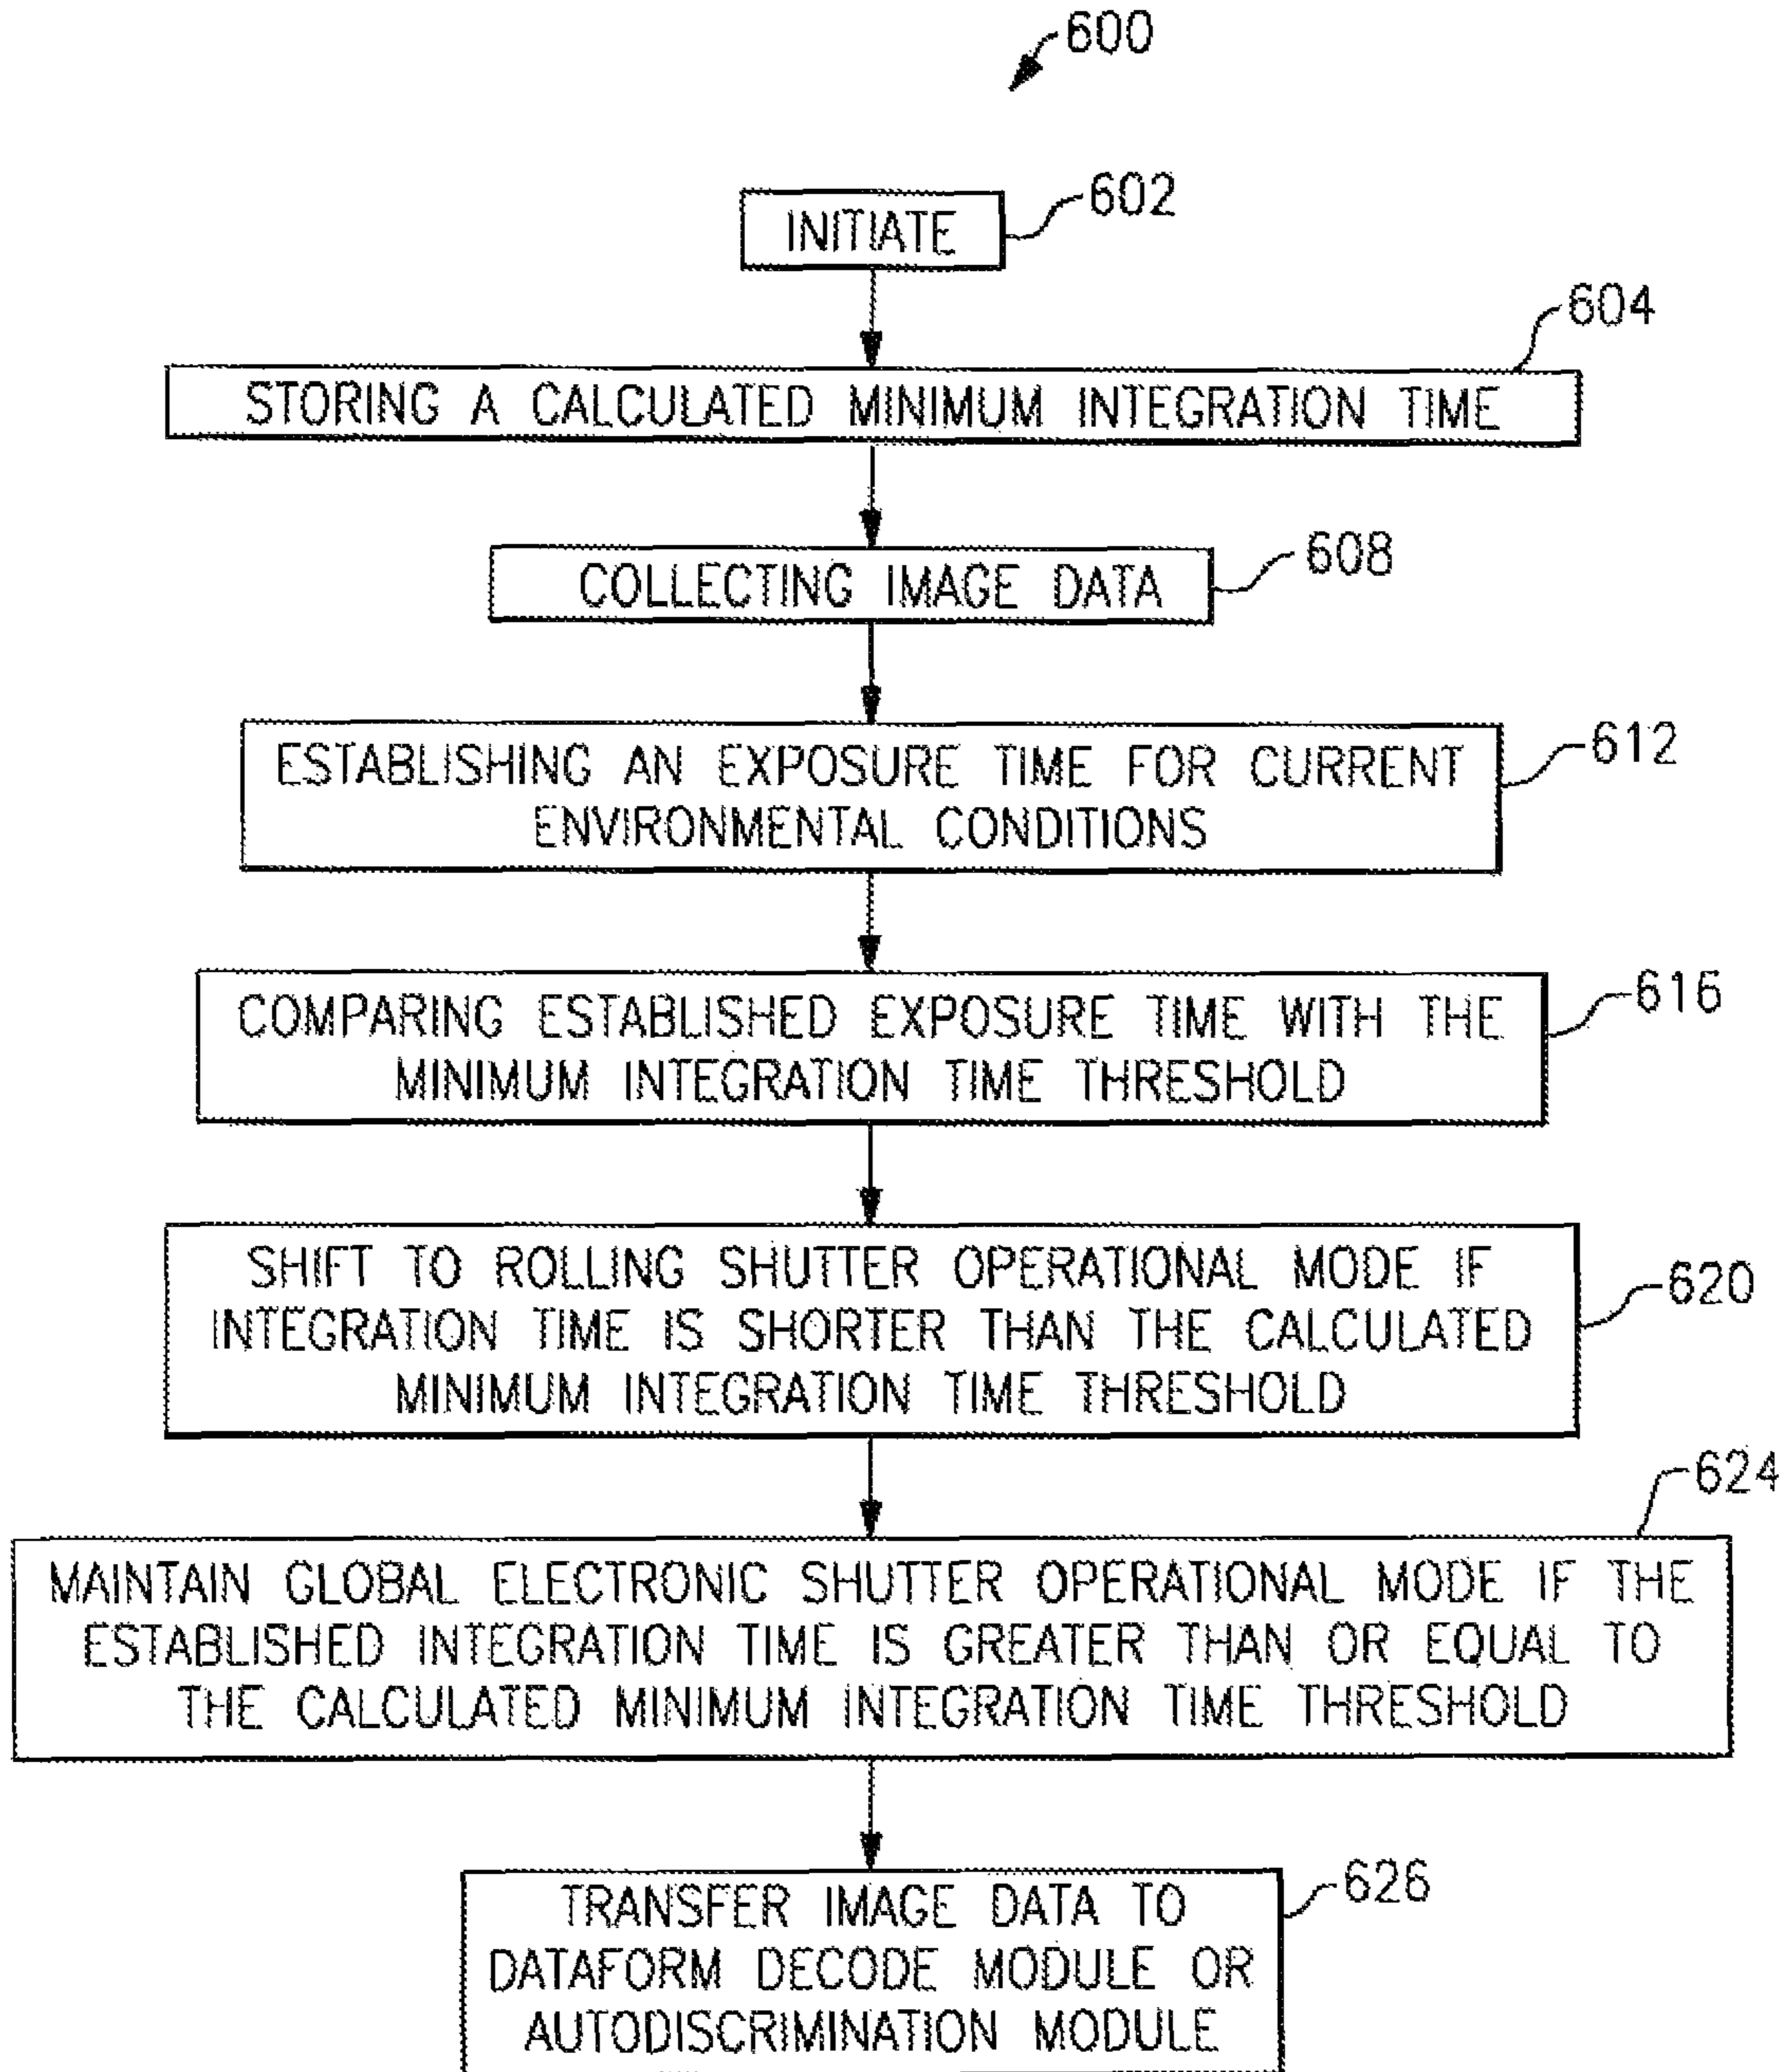 600
INITIATE
602
604
STORING A CALCULATED MINIMUM INTEGRATION TIME
COLLECTING IMAGE DATA
608
ESTABLISHING AN EXPOSURE TIME FOR CURRENT
ENVIRONMENTAL CONDITIONS
612
COMPARING ESTABLISHED EXPOSURE TIME WITH THE
MINIMUM INTEGRATION TIME THRESHOLD
616
SHIFT TO ROLLING SHUTTER OPERATIONAL MODE IF
INTEGRATION TIME IS SHORTER THAN THE CALCULATED
MINIMUM INTEGRATION TIME THRESHOLD
620
624
MAINTAIN GLOBAL ELECTRONIC SHUTTER OPERATIONAL MODE IF THE
ESTABLISHED INTEGRATION TIME IS GREATER THAN OR EQUAL TO
THE CALCULATED MINIMUM INTEGRATION TIME THRESHOLD
TRANSFER IMAGE DATA TO
DATAFORM DECODE MODULE OR
AUTODISCRIMINATION MODULE
626